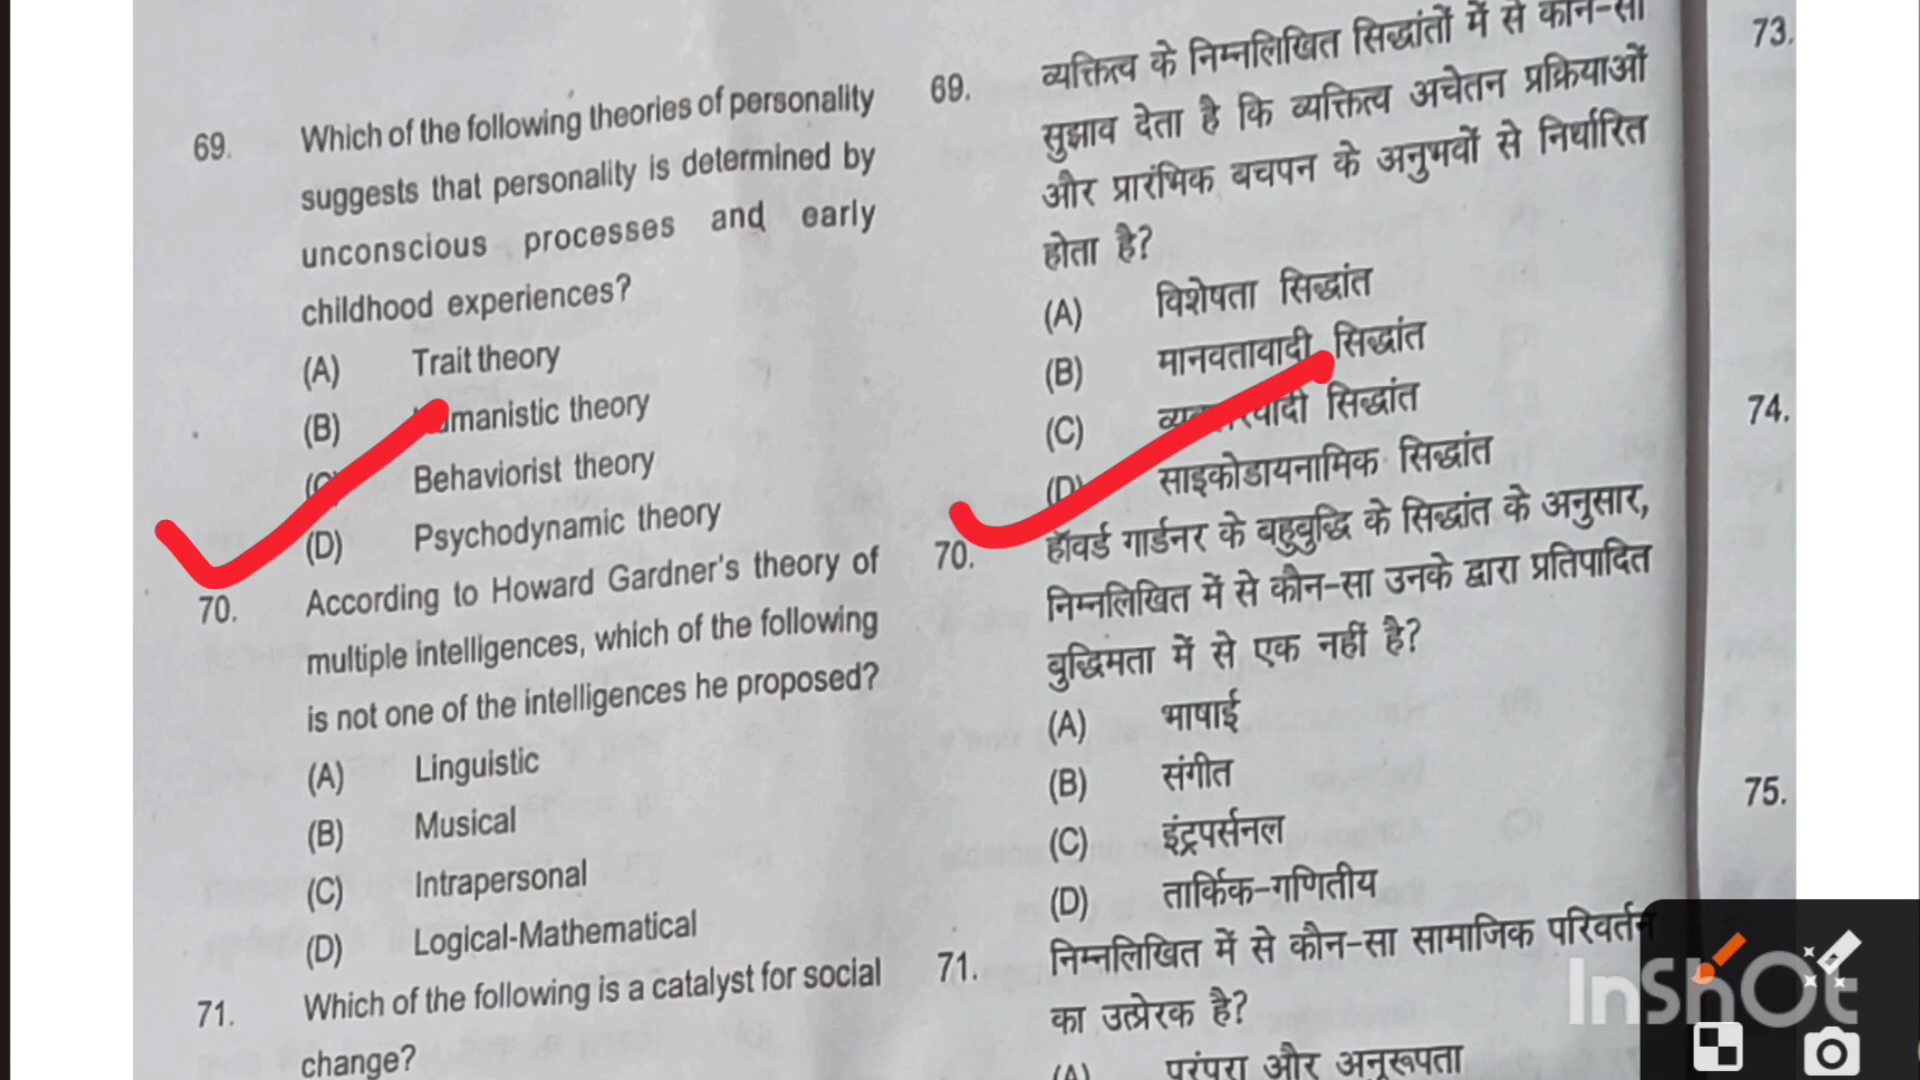 69. Which of the following theories of personality
suggests that personality is determined by
unconscious processes and early
childhood experiences?
(A) Trait theory
(B) manistic theory
(C) Behaviorist theory
(D) Psychodynamic theory
70. According to Howard Gardner's theory of
multiple intelligences, which of the following
is not one of the intelligences he proposed?
(A) Linguistic
(B) Musical
(C) Intrapersonal
(D) Logical-Mathematical
71. Which of the following is a catalyst for social
change?
69. व्यक्तित्व के निम्नलिखित सिद्धांतों में से कौन-सा
सुझाव देता है कि व्यक्तित्व अचेतन प्रक्रियाओं
और प्रारंभिक बचपन के अनुभवों से निर्धारित
होता है?
(A) विशेषता सिद्धांत
(B) मानवतावादी सिद्धांत
(C) सिद्धांत
(D) साइकोडायनामिक सिद्धांत
70. हॉवर्ड गार्डनर के बहुबुद्धि के सिद्धांत के अनुसार,
निम्नलिखित में से कौन-सा उनके द्वारा प्रतिपादित
बुद्धिमता में से एक नहीं है?
(A) भाषाई
(B) संगीत
(C) इंट्रपर्सनल
(D) तार्किक-गणितीय
71. निम्नलिखित में से कौन-सा सामाजिक परिवर्तन
का उत्प्रेरक है?
(A) परंपरा और अनुरूपता
73.
74.
75.
InShOt